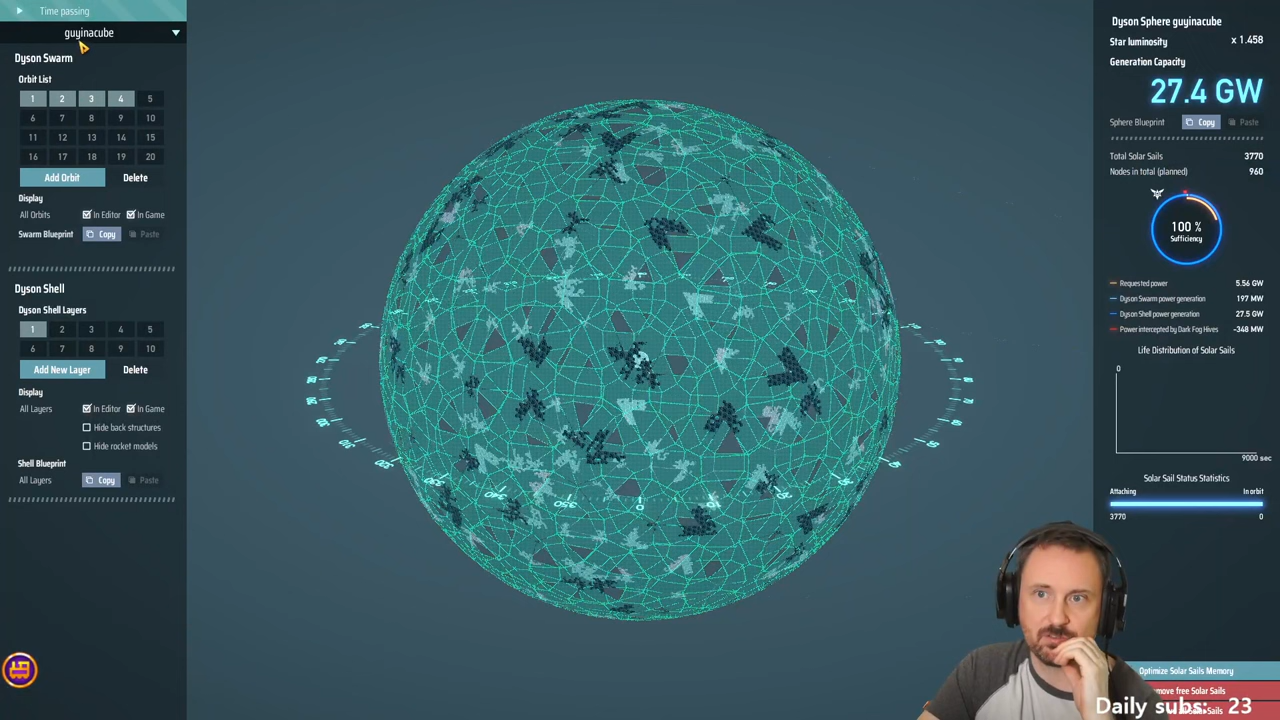 Time passing
guyinacube
Dyson Swarm
Orbit List
1 2 3 4 5
6 7 8 9 10
11 12 13 14 15
16 17 18 19 20
Add Orbit Delete
Display
All Orbits In Editor In Game
Swarm Blueprint Copy Paste
Dyson Shell
Dyson Shell Layers
1 2 3 4 5
6 7 8 9 10
Add New Layer Delete
Display
All Layers In Editor In Game
Hide back structures
Hide rocket models
Shell Blueprint
All Layers Copy Paste
0
Dyson Sphere guyinacube
Star luminosity x 1.458
Generation Capacity
27.4 GW
Sphere Blueprint Copy Paste
Total Solar Sails 3770
Nodes in total (planned) 960
100 %
Sufficiency
Requested power 5.56 GW
Dyson Swarm power generation 197 MW
Dyson Shell power generation 27.5 GW
Power intercepted by Dark Fog Hives -348 MW
Life Distribution of Solar Sails
0
9000 sec
Solar Sail Status Statistics
Attaching In orbit
3770 0
Optimize Solar Sails Memory
move free Solar Sails
Sails
Daily subs: 23